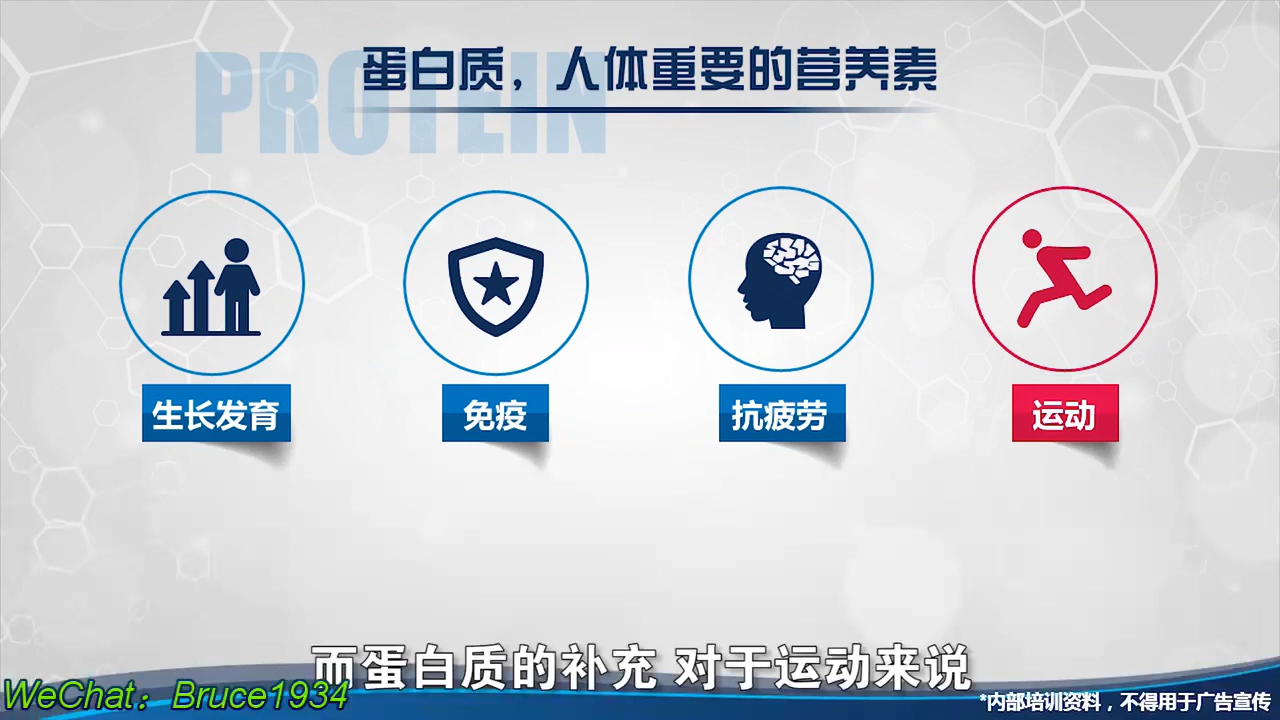 PROTEIN
蛋白质，人体重要的营养素
生长发育
免疫
抗疲劳
运动
而蛋白质的补充 对于运动来说
WeChat：Bruce1934
*内部培训资料，不得用于广告宣传